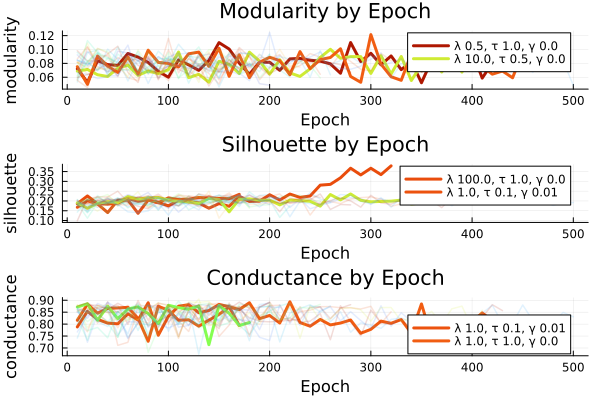 Modularity by Epoch
modularity
0.12
0.10
0.08
0.06
λ 0.5, τ 1.0, γ 0.0
λ 10.0, τ 0.5, γ 0.0
0 100 200 300 400 500
Epoch
Silhouette by Epoch
silhouette
0.35
0.30
0.25
0.20
0.15
0.10
λ 100.0, τ 1.0, γ 0.0
λ 1.0, τ 0.1, γ 0.01
0 100 200 300 400 500
Epoch
Conductance by Epoch
conductance
0.90
0.85
0.80
0.75
0.70
λ 1.0, τ 0.1, γ 0.01
λ 1.0, τ 1.0, γ 0.0
0 100 200 300 400 500
Epoch